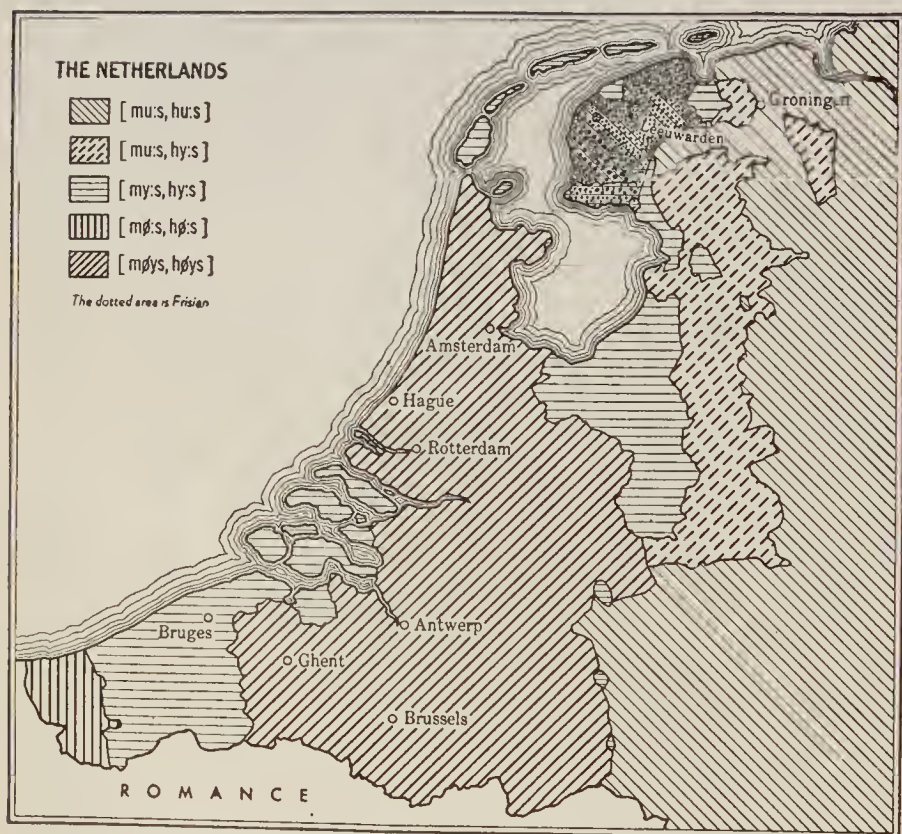 THE NETHERLANDS
[mu:s, hu:s]
[mu:s, hy:s]
[my:s, hy:s]
[mø:s, hø:s]
[møys, høys]
The dotted area is Frisian
Groningen
Leeuwarden
Amsterdam
Hague
Rotterdam
Bruges
Antwerp
Ghent
Brussels
ROMANCE